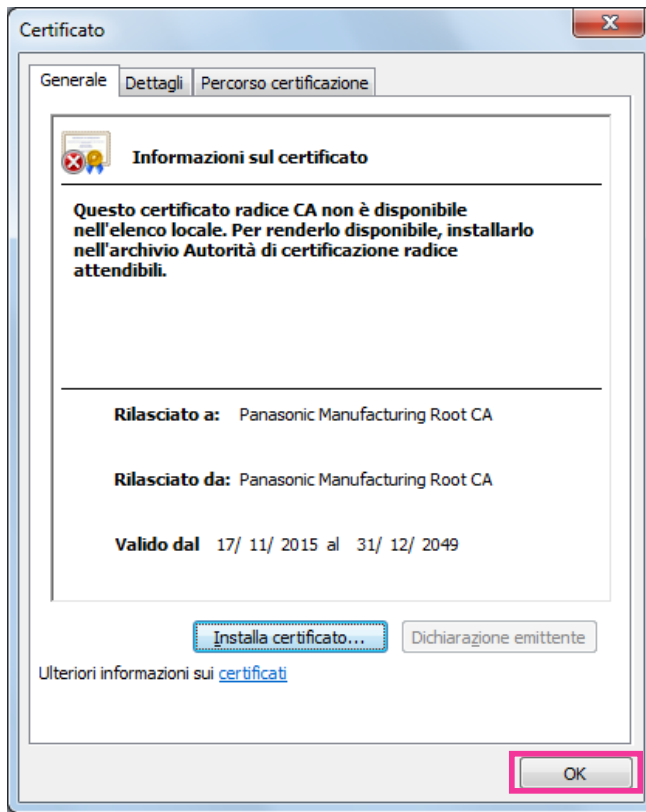 Certificato
Generale Dettagli Percorso certificazione
Informazioni sul certificato
Questo certificato radice CA non è disponibile
nell'elenco locale. Per renderlo disponibile, installarlo
nell'archivio Autorità di certificazione radice
attendibili.
Rilasciato a: Panasonic Manufacturing Root CA
Rilasciato da: Panasonic Manufacturing Root CA
Valido dal 17/ 11/ 2015 al 31/ 12/ 2049
Installa certificato... Dichiarazione emittente
Ulteriori informazioni sui certificati
OK